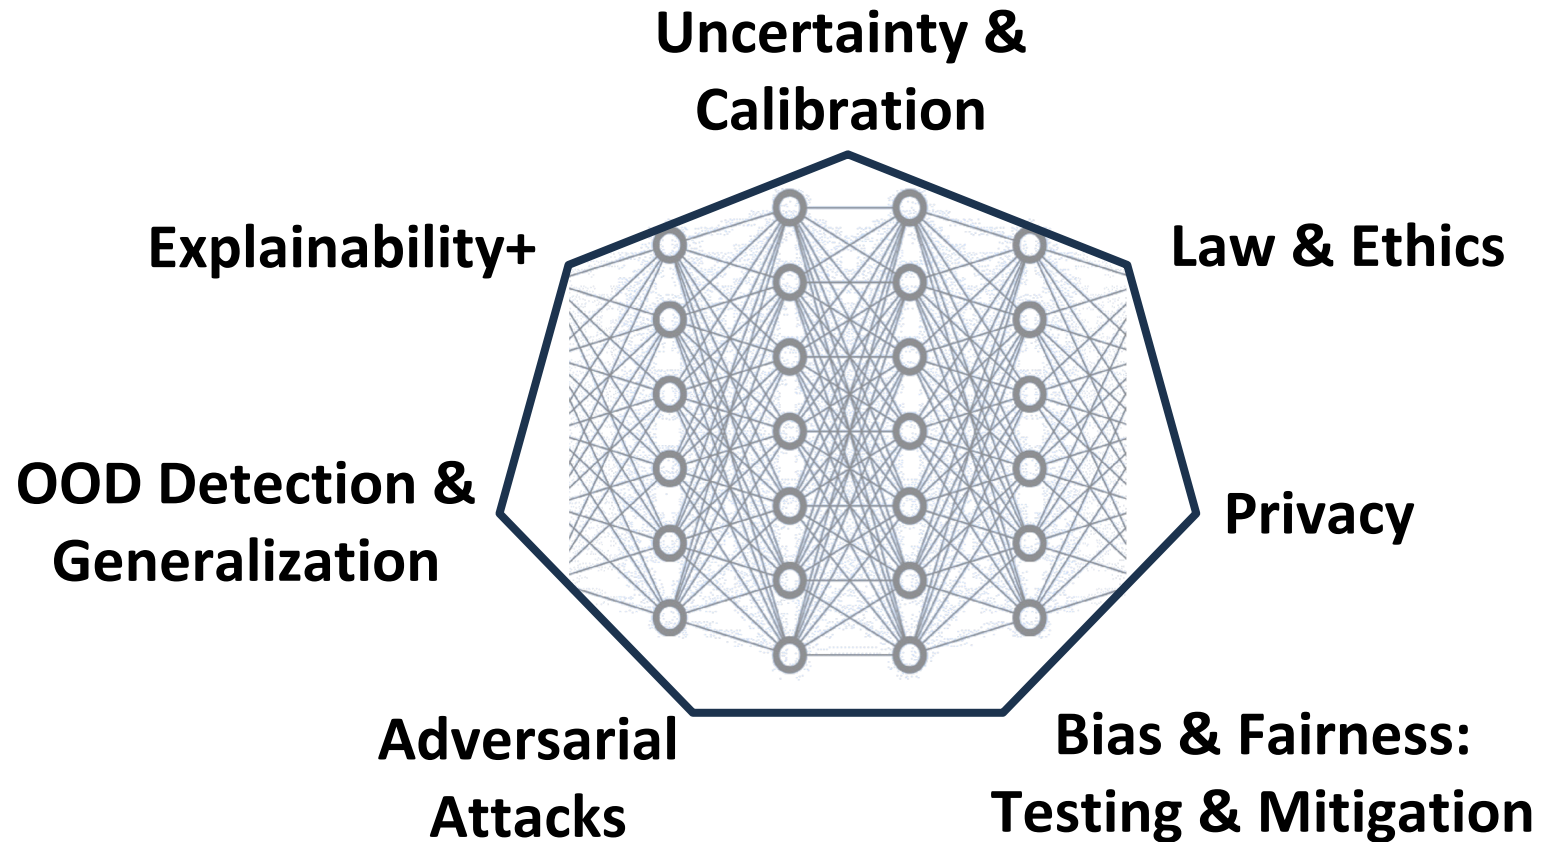 Uncertainty &
Calibration
Explainability+
Law & Ethics
OOD Detection &
Generalization
Privacy
Adversarial
Attacks
Bias & Fairness:
Testing & Mitigation